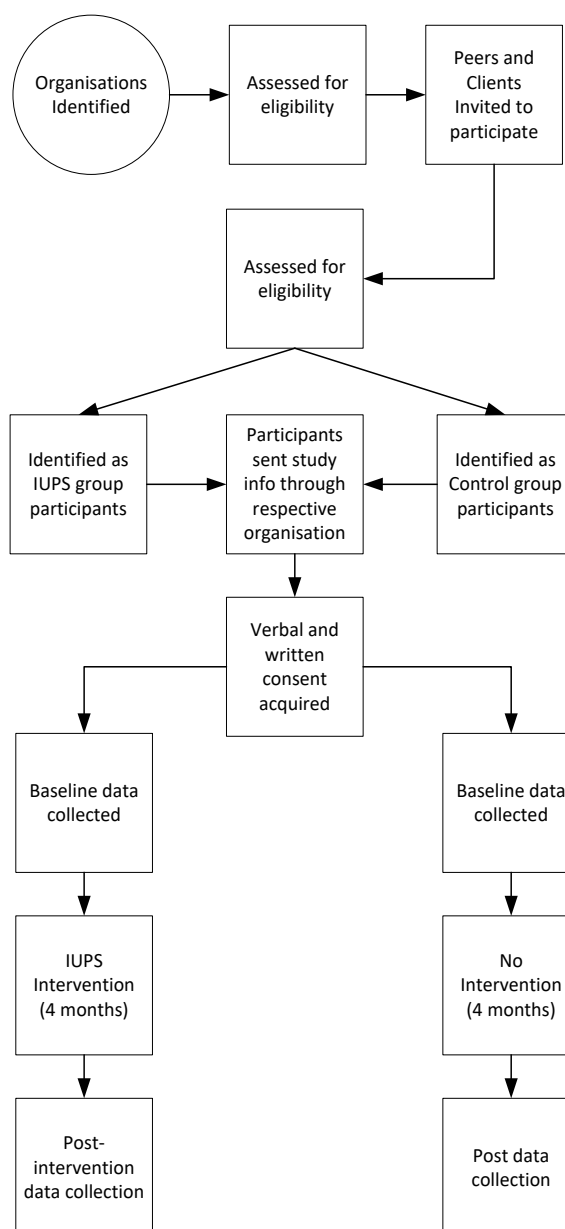 Organisations
Identified
Assessed for
eligibility
Peers and
Clients
Invited to
participate
Assessed for
eligibility
Identified as
IUPS group
participants
Participants
sent study
info through
respective
organisation
Identified as
Control group
participants
Verbal and
written
consent
acquired
Baseline data
collected
Baseline data
collected
IUPS
Intervention
(4 months)
No
Intervention
(4 months)
Post-
intervention
data collection
Post data
collection